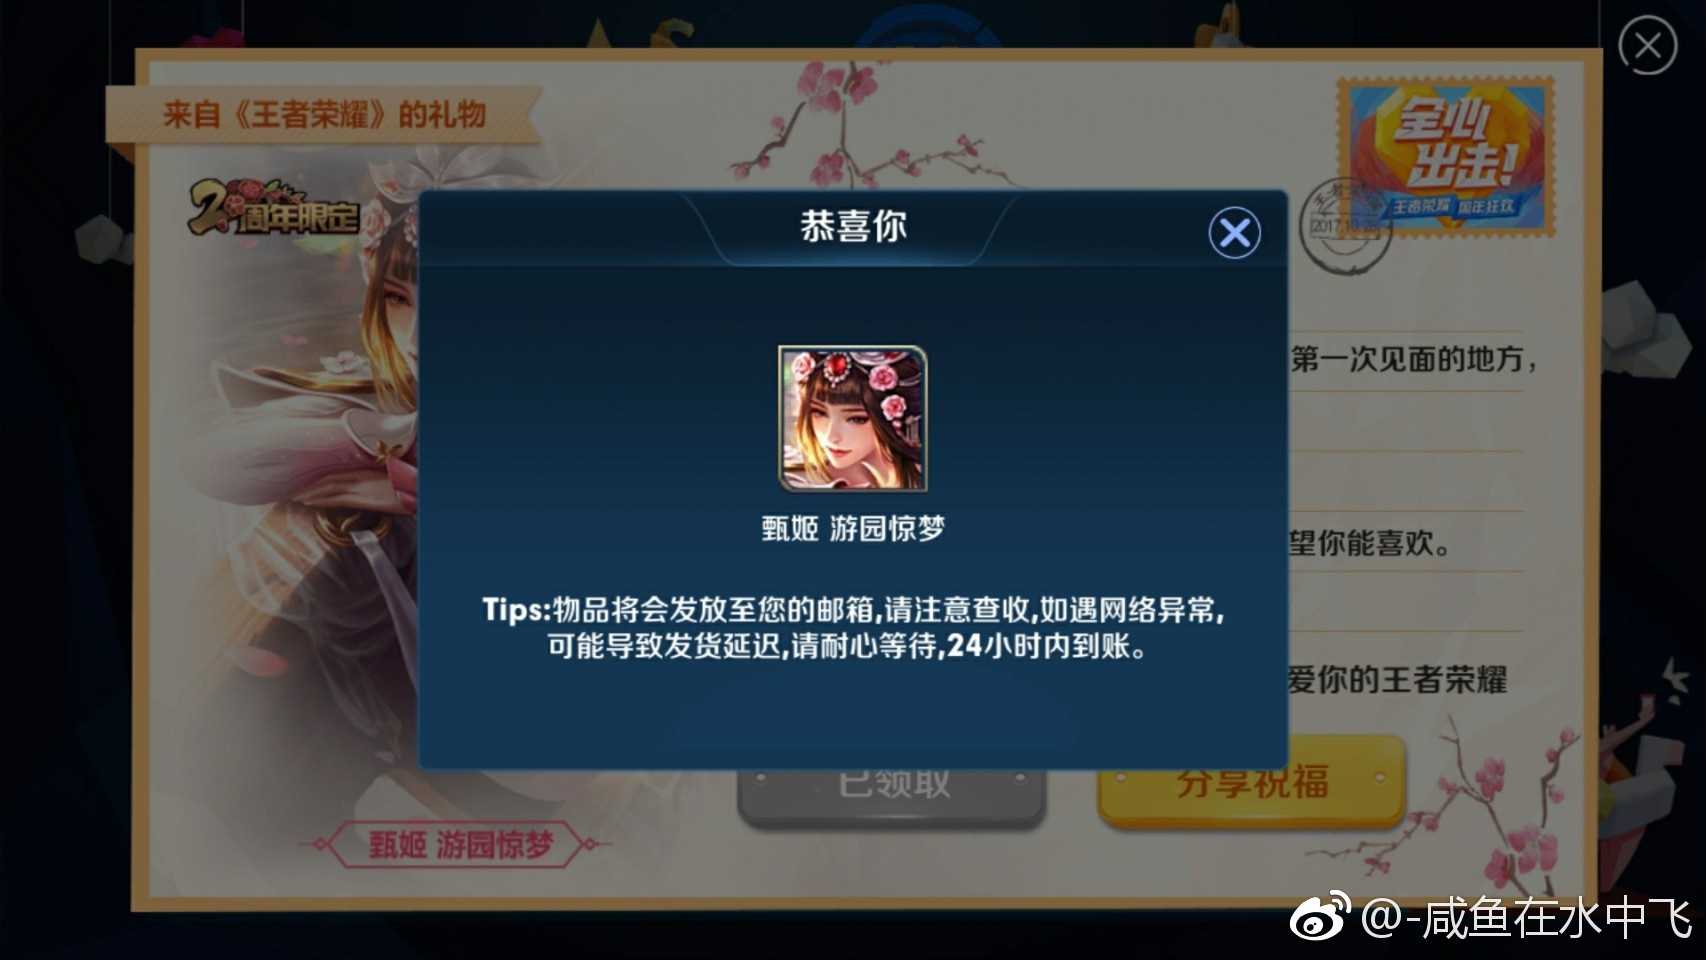 来自《王者荣耀》的礼物
2周年限定
全心
出击!
王者荣耀 周年狂欢
恭喜你
第一次见面的地方，
甄姬 游园惊梦
望你能喜欢。
Tips:物品将会发放至您的邮箱,请注意查收,如遇网络异常,
可能导致发货延迟,请耐心等待,24小时内到账。
爱你的王者荣耀
已领取
分享祝福
甄姬 游园惊梦
@-咸鱼在水中飞